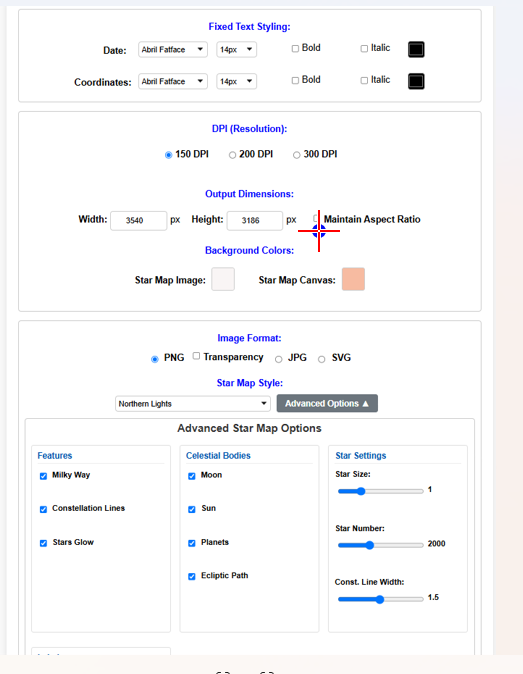 Fixed Text Styling:
Date: Abril Fatface 14px Bold Italic
Coordinates: Abril Fatface 14px Bold Italic
DPI (Resolution):
150 DPI 200 DPI 300 DPI
Output Dimensions:
Width: 3540 px Height: 3186 px Maintain Aspect Ratio
Background Colors:
Star Map Image: Star Map Canvas:
Image Format:
PNG Transparency JPG SVG
Star Map Style:
Northern Lights Advanced Options ▲
Advanced Star Map Options
Features
Milky Way
Constellation Lines
Stars Glow
Celestial Bodies
Moon
Sun
Planets
Ecliptic Path
Star Settings
Star Size:
1
Star Number:
2000
Const. Line Width:
1.5